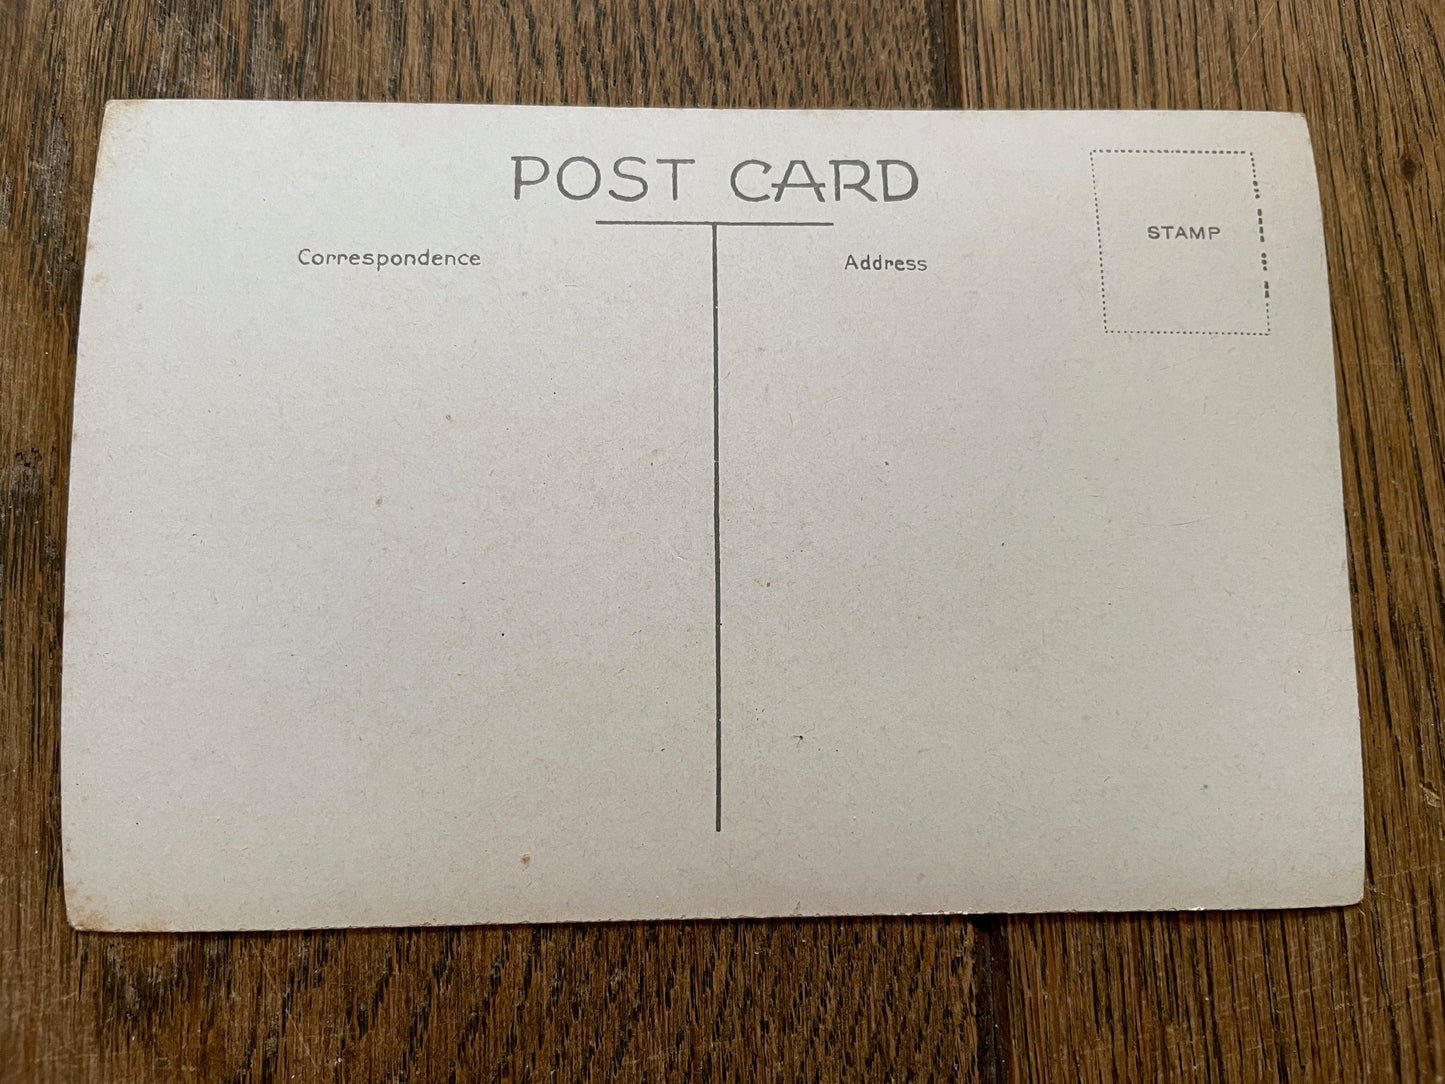 POST CARD
Correspondence
Address
STAMP